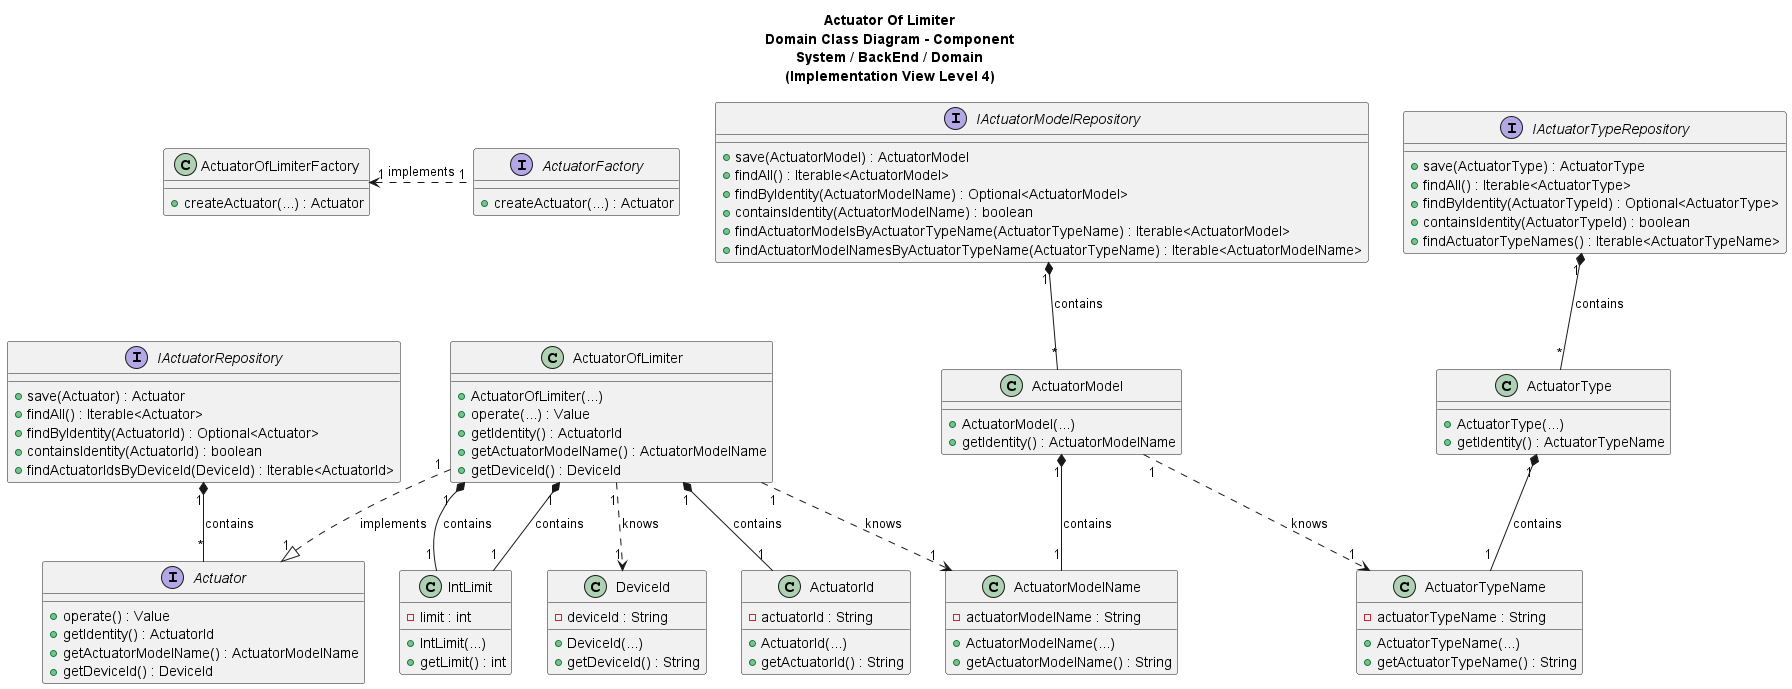 Actuator Of Limiter
Domain Class Diagram - Component
System / BackEnd / Domain
(Implementation View Level 4)
C ActuatorOfLimiterFactory
createActuator(...) : Actuator
1 implements 1
I ActuatorFactory
createActuator(...) : Actuator
I IActuatorModelRepository
save(ActuatorModel) : ActuatorModel
findAll() : Iterable<ActuatorModel>
findByIdentity(ActuatorModelName) : Optional<ActuatorModel>
containsIdentity(ActuatorModelName) : boolean
findActuatorModelsByActuatorTypeName(ActuatorTypeName) : Iterable<ActuatorModel>
findActuatorModelNamesByActuatorTypeName(ActuatorTypeName) : Iterable<ActuatorModelName>
I IActuatorTypeRepository
save(ActuatorType) : ActuatorType
findAll() : Iterable<ActuatorType>
findByIdentity(ActuatorTypeId) : Optional<ActuatorType>
containsIdentity(ActuatorTypeId) : boolean
findActuatorTypeNames() : Iterable<ActuatorTypeName>
1
contains
*
1
contains
*
I IActuatorRepository
save(Actuator) : Actuator
findAll() : Iterable<Actuator>
findByIdentity(ActuatorId) : Optional<Actuator>
containsIdentity(ActuatorId) : boolean
findActuatorIdsByDeviceId(DeviceId) : Iterable<ActuatorId>
C ActuatorOfLimiter
ActuatorOfLimiter(...)
operate(...) : Value
getIdentity() : ActuatorId
getActuatorModelName() : ActuatorModelName
getDeviceId() : DeviceId
C ActuatorModel
ActuatorModel(...)
getIdentity() : ActuatorModelName
C ActuatorType
ActuatorType(...)
getIdentity() : ActuatorTypeName
1
contains
*
1
implements
1
1
contains
1
1
contains
1
1
knows
1
1
contains
1
1
knows
1
1
contains
1
1
knows
1
1
contains
1
I Actuator
operate() : Value
getIdentity() : ActuatorId
getActuatorModelName() : ActuatorModelName
getDeviceId() : DeviceId
C IntLimit
limit : int
IntLimit(...)
getLimit() : int
C DeviceId
deviceId : String
DeviceId(...)
getDeviceId() : String
C ActuatorId
actuatorId : String
ActuatorId(...)
getActuatorId() : String
C ActuatorModelName
actuatorModelName : String
ActuatorModelName(...)
getActuatorModelName() : String
C ActuatorTypeName
actuatorTypeName : String
ActuatorTypeName(...)
getActuatorTypeName() : String